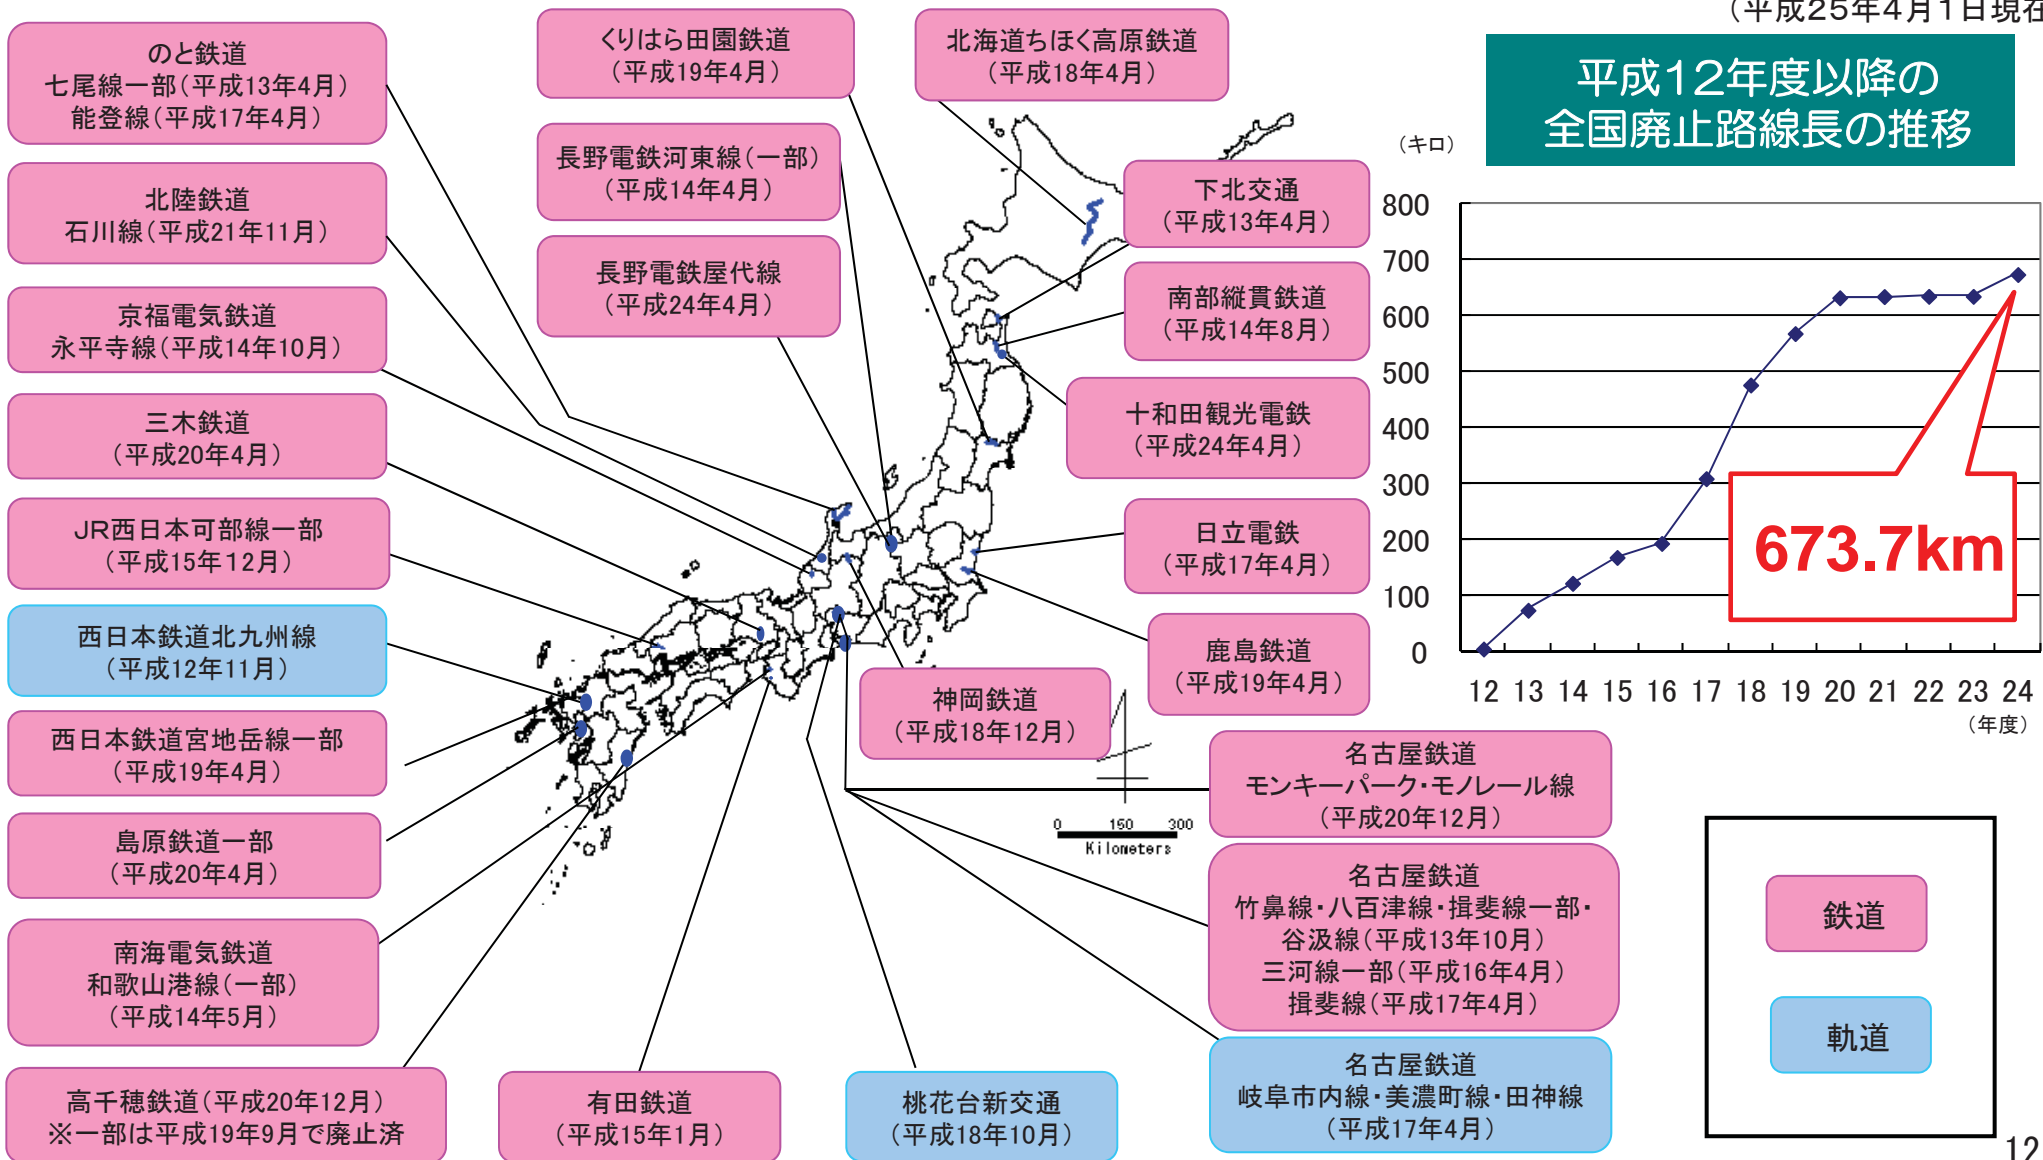 (平成25年4月1日現在
平成12年度以降の
全国廃止路線長の推移
のと鉄道
七尾線一部(平成13年4月)
能登線(平成17年4月)
北陸鉄道
石川線(平成21年11月)
京福電気鉄道
永平寺線(平成14年10月)
三木鉄道
(平成20年4月)
JR西日本可部線一部
(平成15年12月)
西日本鉄道北九州線
(平成12年11月)
西日本鉄道宮地岳線一部
(平成19年4月)
島原鉄道一部
(平成20年4月)
南海電気鉄道
和歌山港線(一部)
(平成14年5月)
高千穂鉄道(平成20年12月)
※一部は平成19年9月で廃止済
くりはら田園鉄道
(平成19年4月)
長野電鉄河東線(一部)
(平成14年4月)
長野電鉄屋代線
(平成24年4月)
北海道ちほく高原鉄道
(平成18年4月)
下北交通
(平成13年4月)
南部縦貫鉄道
(平成14年8月)
十和田観光電鉄
(平成24年4月)
日立電鉄
(平成17年4月)
鹿島鉄道
(平成19年4月)
神岡鉄道
(平成18年12月)
有田鉄道
(平成15年1月)
桃花台新交通
(平成18年10月)
名古屋鉄道
モンキーパーク・モノレール線
(平成20年12月)
名古屋鉄道
竹鼻線・八百津線・揖斐線一部・
谷汲線(平成13年10月)
三河線一部(平成16年4月)
揖斐線(平成17年4月)
名古屋鉄道
岐阜市内線・美濃町線・田神線
(平成17年4月)
0 150 300
Kilometers
(キロ)
800
700
600
500
400
300
200
100
0
12 13 14 15 16 17 18 19 20 21 22 23 24
(年度)
673.7km
鉄道
軌道
12